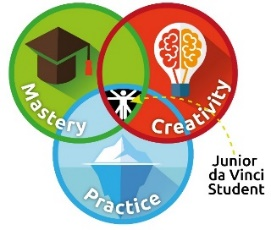 Mastery
Creativity
Practice
Junior
da Vinci
Student